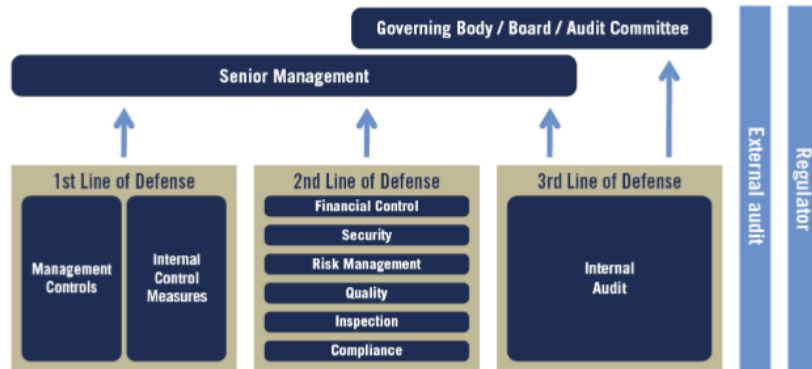 Governing Body / Board / Audit Committee
Senior Management
1st Line of Defense
Management
Controls
Internal
Control
Measures
2nd Line of Defense
Financial Control
Security
Risk Management
Quality
Inspection
Compliance
3rd Line of Defense
Internal
Audit
External audit
Regulator